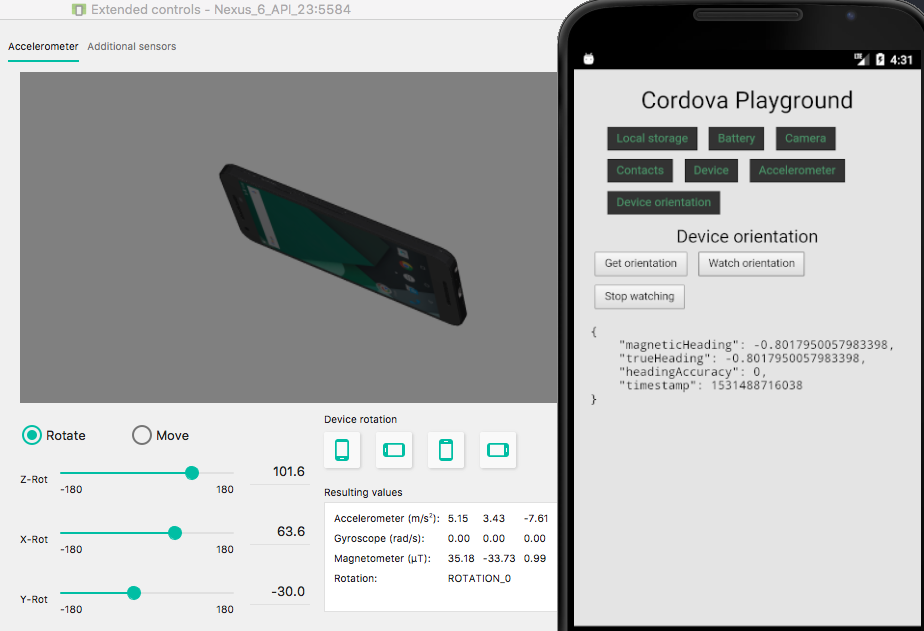 Extended controls - Nexus_6_API_23:5584
Accelerometer Additional sensors
Rotate Move
Z-Rot 101.6
-180 180
X-Rot 63.6
-180 180
Y-Rot -30.0
-180 180
Device rotation
Resulting values
Accelerometer (m/s²): 5.15 3.43 -7.61
Gyroscope (rad/s): 0.00 0.00 0.00
Magnetometer (μT): 35.18 -33.73 0.99
Rotation: ROTATION_0
LTE 4:31
Cordova Playground
Local storage Battery Camera
Contacts Device Accelerometer
Device orientation
Device orientation
Get orientation Watch orientation
Stop watching
{
"magneticHeading": -0.8017950057983398,
"trueHeading": -0.8017950057983398,
"headingAccuracy": 0,
"timestamp": 1531488716038
}